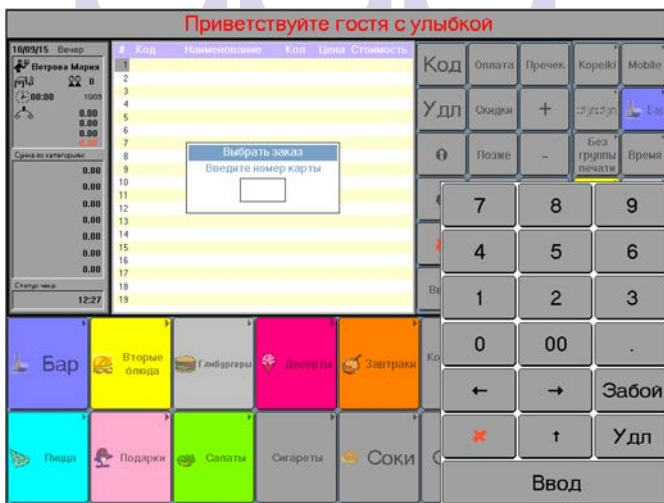 Приветствуйте гостя с улыбкой
10/09/15 Вечер
Ветрова Мария
0
00:00 10/09
0.00
0.00
0.00
0.00
Сумма по категориям:
0.00
0.00
0.00
0.00
0.00
0.00
0.00
Статус чека:
12:27
# Код Наименование Кол Цена Стоимость
1
2
3
4
5
6
7
8
9
10
11
12
13
14
15
16
17
18
19
Выбрать заказ
Введите номер карты
Код Оплата Пречек Kopeiki Mobile
Удл Скидки +
Позже - Без группы печати Время
7 8 9
4 5 6
1 2 3
0 00 .
← → Забой
↑ Удл
Ввод
Бар Вторые блюда Гамбургеры Десерты Завтраки
Пицца Подарки Салаты Сигареты Соки